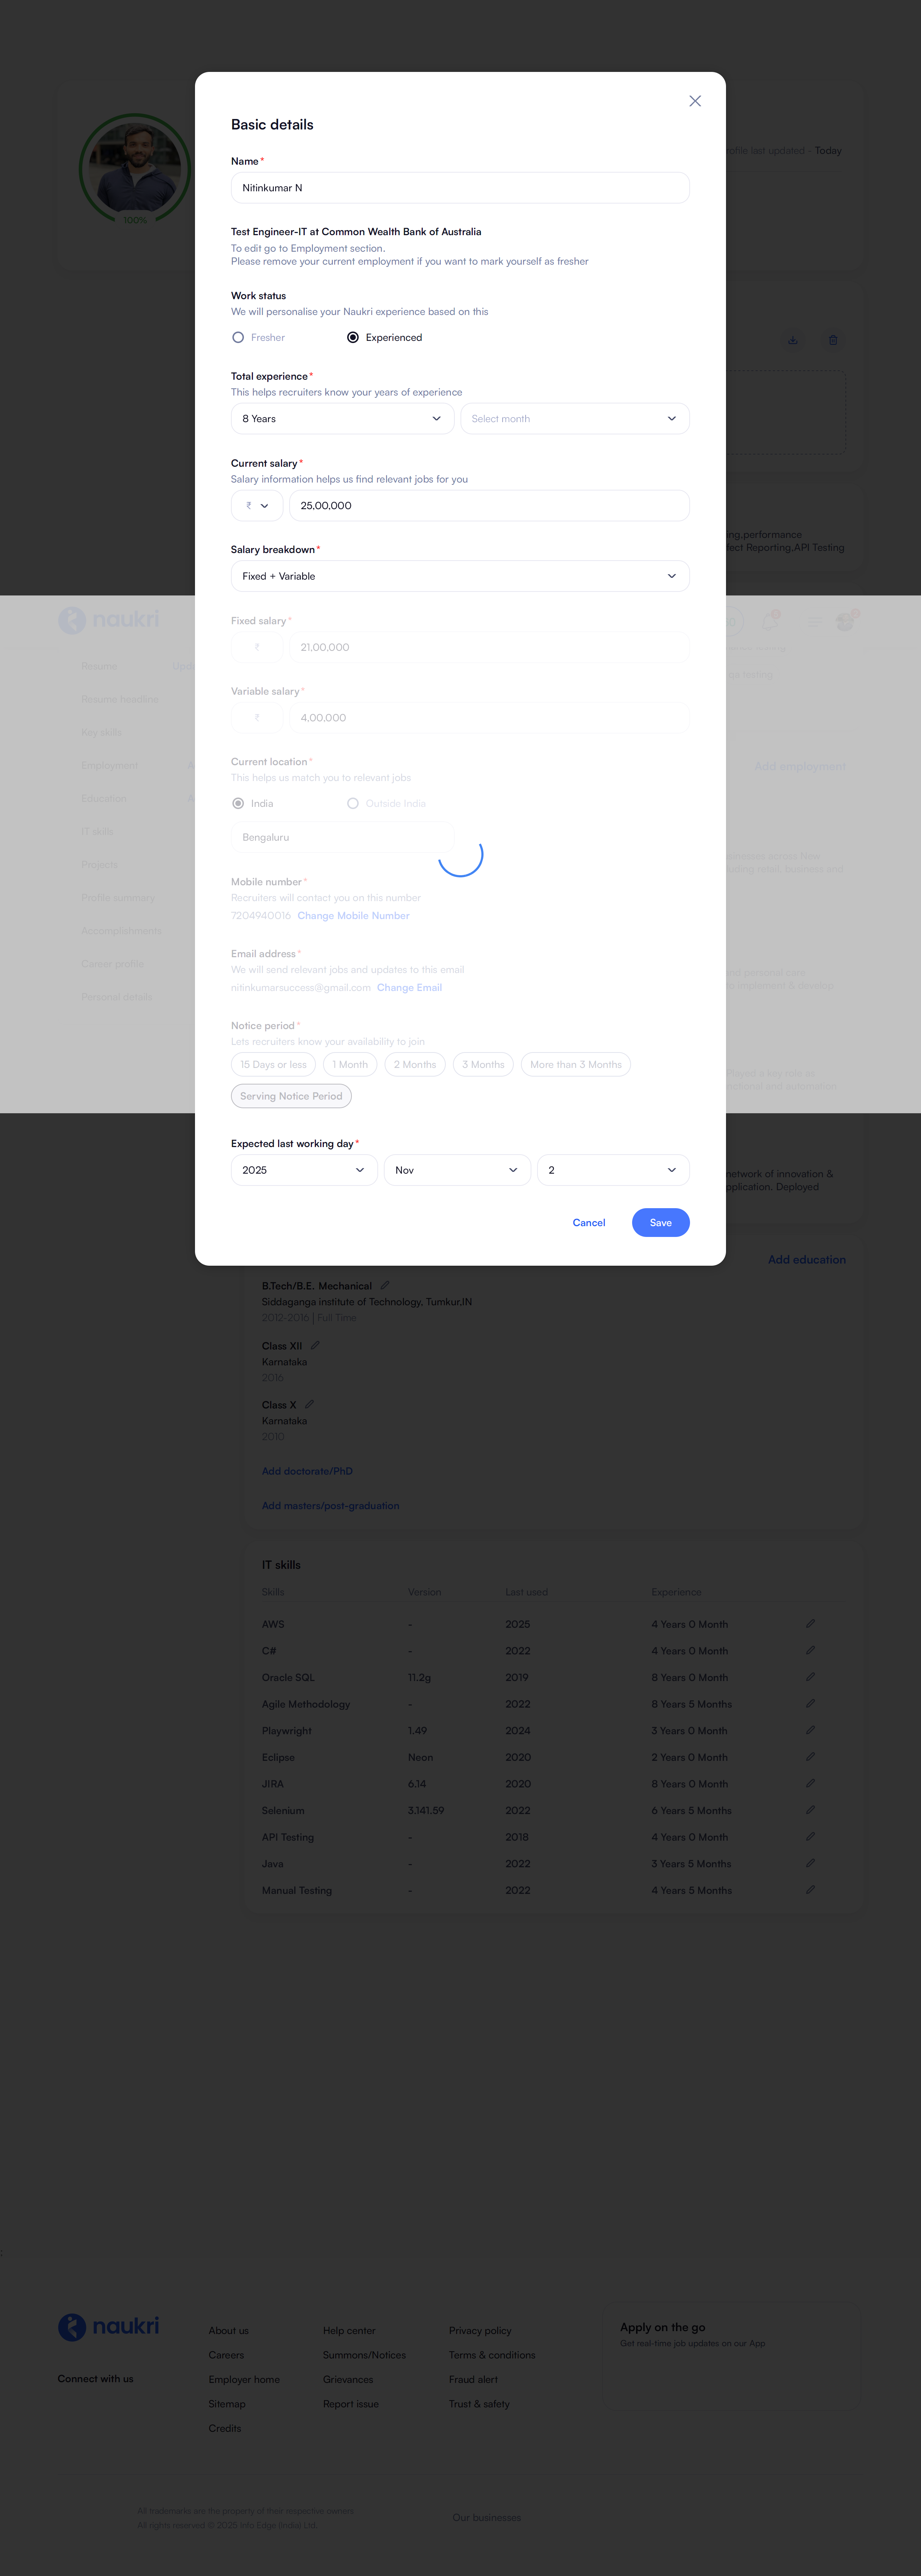 Basic details
Name*
Nitinkumar N
Test Engineer-IT at Common Wealth Bank of Australia
To edit go to Employment section.
Please remove your current employment if you want to mark yourself as fresher
Work status
We will personalise your Naukri experience based on this
Fresher
Experienced
Total experience*
This helps recruiters know your years of experience
8 Years
Select month
Current salary*
Salary information helps us find relevant jobs for you
₹
25,00,000
Salary breakdown*
Fixed + Variable
Fixed salary*
₹
21,00,000
Variable salary*
₹
4,00,000
Current location*
This helps us match you to relevant jobs
India
Outside India
Bengaluru
Mobile number*
Recruiters will contact you on this number
7204940016 Change Mobile Number
Email address*
We will send relevant jobs and updates to this email
nitinkumarsuccess@gmail.com Change Email
Notice period*
Lets recruiters know your availability to join
15 Days or less
1 Month
2 Months
3 Months
More than 3 Months
Serving Notice Period
Expected last working day*
2025
Nov
2
Cancel
Save
100%
profile last updated - Today
performance
Reporting,API Testing
naukri
Resume
Resume headline
Key skills
Employment
Education
IT skills
Projects
Profile summary
Accomplishments
Career profile
Personal details
Add employment
network of innovation &
Deployed
Add education
B.Tech/B.E. Mechanical
Siddaganga institute of Technology, Tumkur,IN
2012-2016 | Full Time
Class XII
Karnataka
2016
Class X
Karnataka
2010
Add doctorate/PhD
Add masters/post-graduation
IT skills
Skills Version Last used Experience
AWS - 2025 4 Years 0 Month
C# - 2022 4 Years 0 Month
Oracle SQL 11.2g 2019 8 Years 0 Month
Agile Methodology - 2022 8 Years 5 Months
Playwright 1.49 2024 3 Years 0 Month
Eclipse Neon 2020 2 Years 0 Month
JIRA 6.14 2020 8 Years 0 Month
Selenium 3.141.59 2022 6 Years 5 Months
API Testing - 2018 4 Years 0 Month
Java - 2022 3 Years 5 Months
Manual Testing - 2022 4 Years 5 Months
naukri
Connect with us
About us
Careers
Employer home
Sitemap
Credits
Help center
Summons/Notices
Grievances
Report issue
Privacy policy
Terms & conditions
Fraud alert
Trust & safety
Apply on the go
Get real-time job updates on our App
All trademarks are the property of their respective owners
All rights reserved © 2025 Info Edge (India) Ltd.
Our businesses